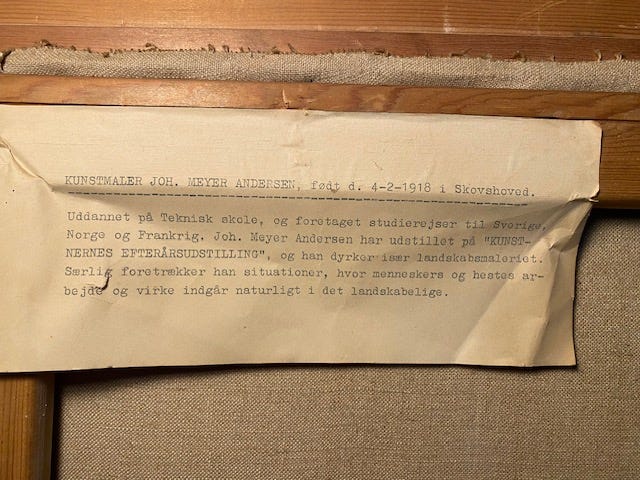 KUNSTMALER JOH. MEYER ANDERSEN, født d. 4-2-1918 i Skovshoved.
Uddannet på Teknisk skole, og foretaget studierejser til Sverige,
Norge og Frankrig. Joh. Meyer Andersen har udstillet på "KUNST-
NERNES EFTERÅRSUDSTILLING", og han dyrker især landskabsmaleriet.
Særlig foretrækker han situationer, hvor menneskers og hestes ar-
bejde og virke indgår naturligt i det landskabelige.